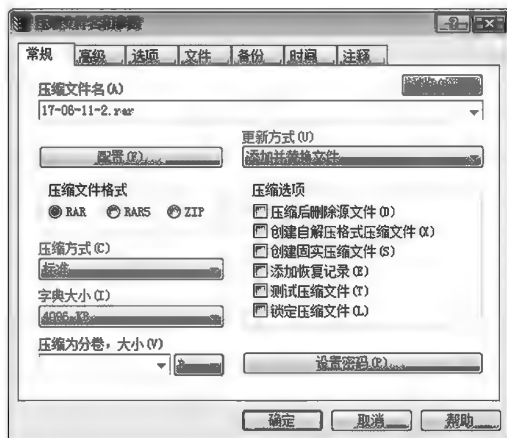 压缩文件名和参数
常规 高级 选项 文件 备份 时间 注释
压缩文件名(A)
17-06-11-2.rar
更新方式(U)
配置(F)...
添加并替换文件
压缩文件格式
RAR RAR5 ZIP
压缩选项
压缩后删除源文件(D)
创建自解压格式压缩文件(X)
创建固实压缩文件(S)
添加恢复记录(E)
测试压缩文件(T)
锁定压缩文件(L)
压缩方式(C)
标准
字典大小(I)
4096 KB
压缩为分卷，大小(V)
设置密码(P)...
确定 取消 帮助